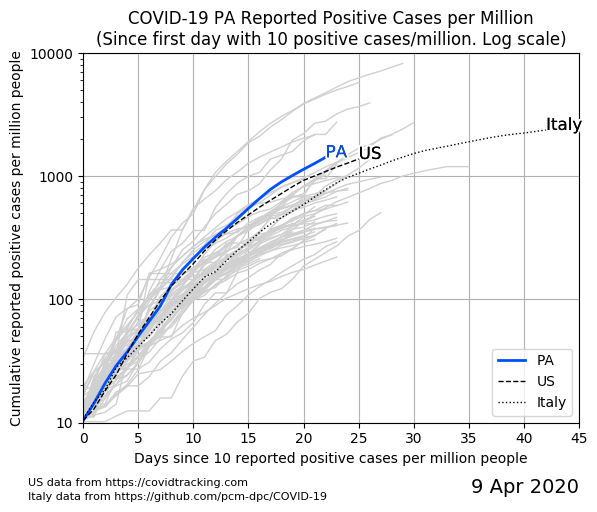 COVID-19 PA Reported Positive Cases per Million
(Since first day with 10 positive cases/million. Log scale)
Cumulative reported positive cases per million people
10000
1000
100
10
Italy
PA
US
PA
US
Italy
0 5 10 15 20 25 30 35 40 45
Days since 10 reported positive cases per million people
US data from https://covidtracking.com
Italy data from https://github.com/pcm-dpc/COVID-19
9 Apr 2020